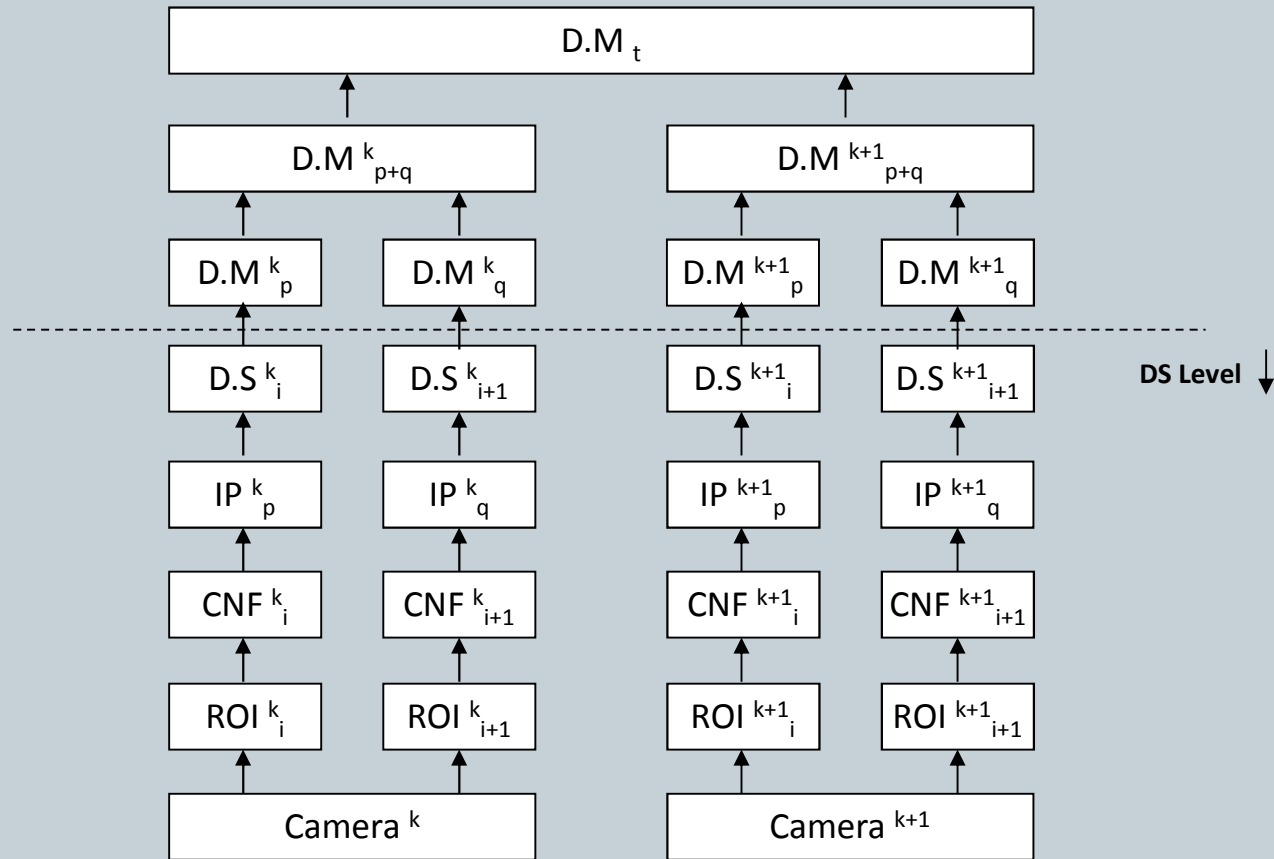 D.M t
D.M k p+q D.M k+1 p+q
D.M k p D.M k q D.M k+1 p D.M k+1 q
D.S k i D.S k i+1 D.S k+1 i D.S k+1 i+1
DS Level ↓
IP k p IP k q IP k+1 p IP k+1 q
CNF k i CNF k i+1 CNF k+1 i CNF k+1 i+1
ROI k i ROI k i+1 ROI k+1 i ROI k+1 i+1
Camera k Camera k+1